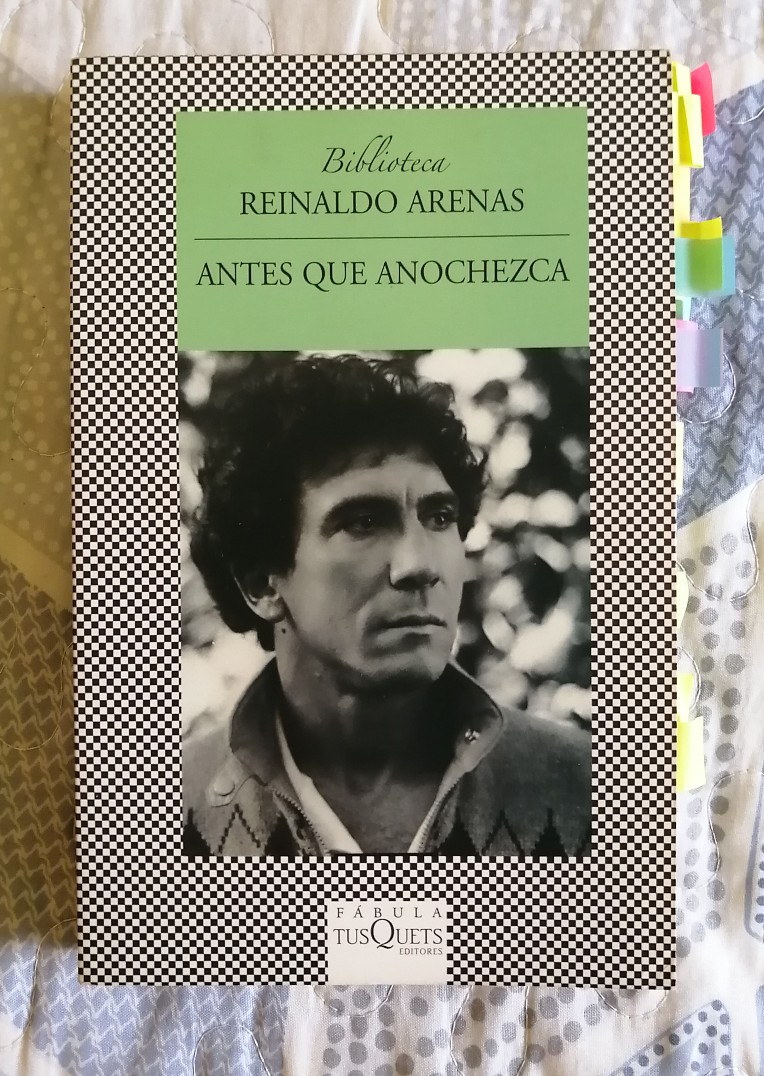 Biblioteca
REINALDO ARENAS
ANTES QUE ANOCHEZCA
FÁBULA
TUSQUETS
EDITORES